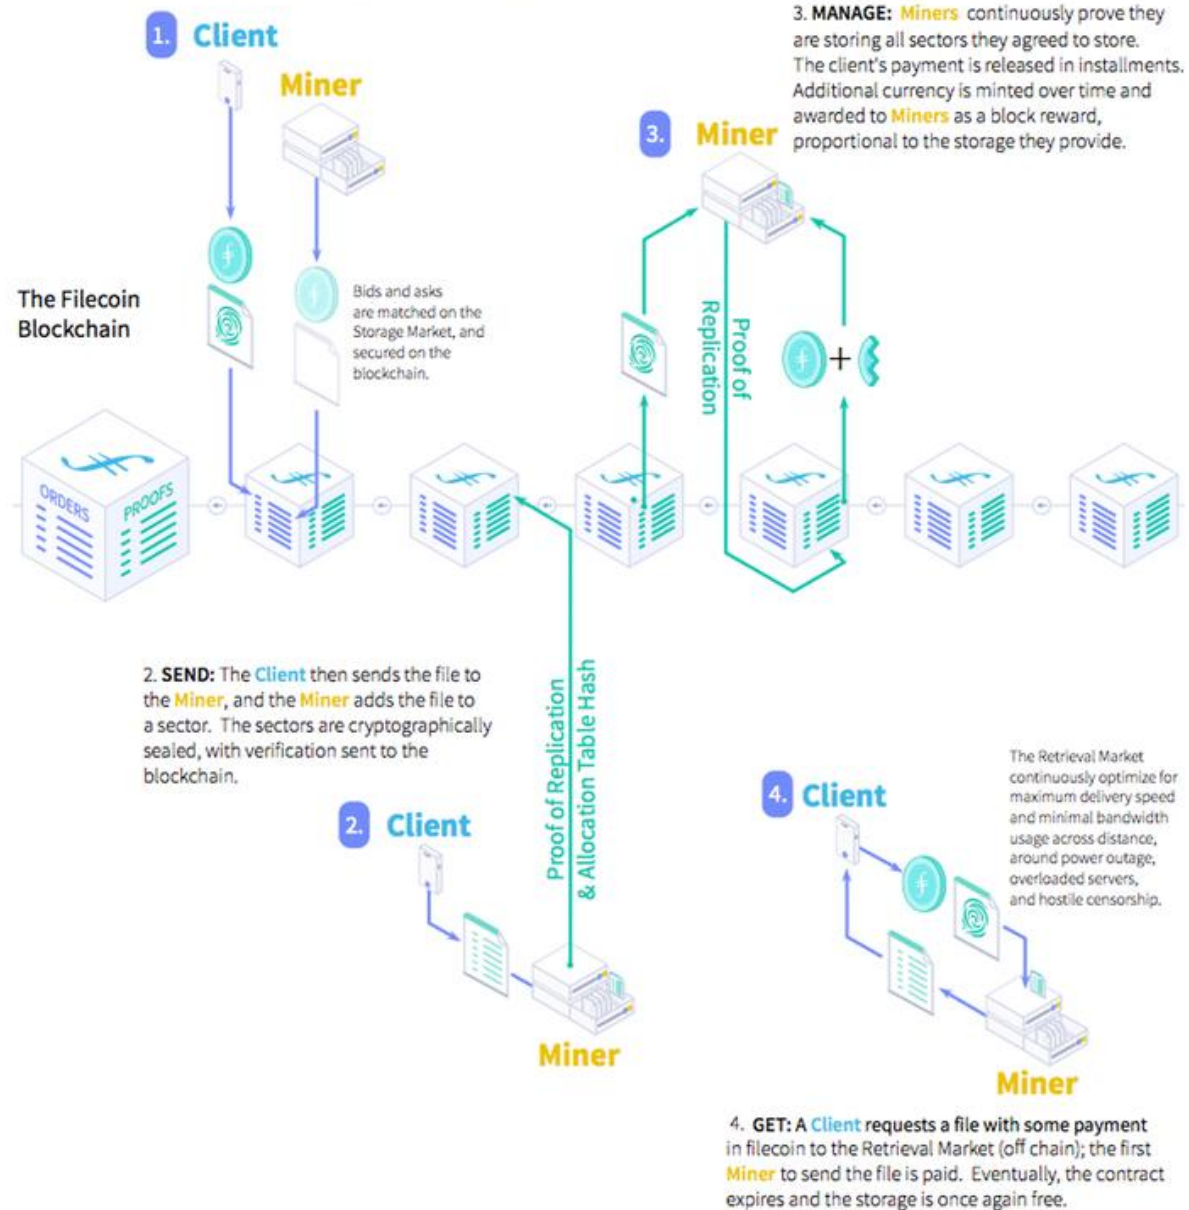 1. Client
Miner
The Filecoin
Blockchain
Bids and asks
are matched on the
Storage Market, and
secured on the
blockchain.
3. MANAGE: Miners continuously prove they
are storing all sectors they agreed to store.
The client's payment is released in installments.
Additional currency is minted over time and
awarded to Miners as a block reward,
proportional to the storage they provide.
3. Miner
Proof of
Replication
+
ORDERS
PROOFS
2. SEND: The Client then sends the file to
the Miner, and the Miner adds the file to
a sector. The sectors are cryptographically
sealed, with verification sent to the
blockchain.
Proof of Replication
& Allocation Table Hash
2. Client
Miner
4. Client
The Retrieval Market
continuously optimize for
maximum delivery speed
and minimal bandwidth
usage across distance,
around power outage,
overloaded servers,
and hostile censorship.
Miner
4. GET: A Client requests a file with some payment
in filecoin to the Retrieval Market (off chain); the first
Miner to send the file is paid. Eventually, the contract
expires and the storage is once again free.